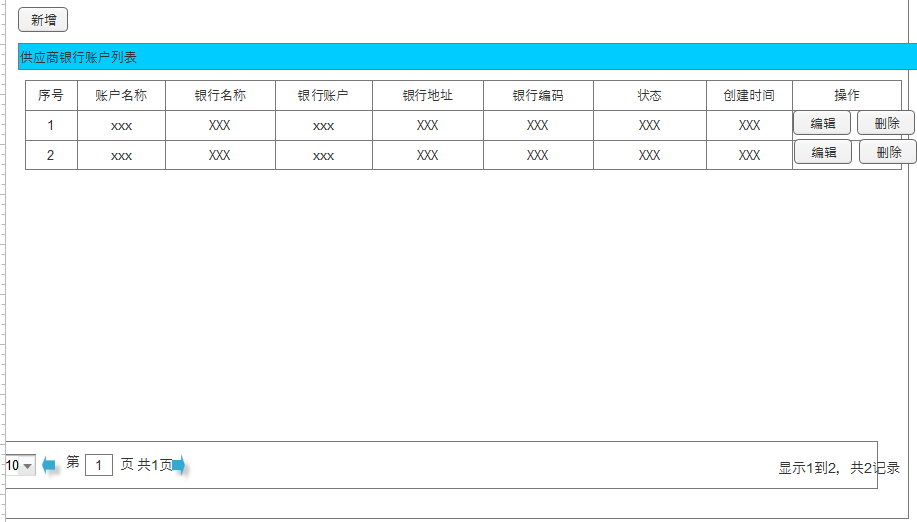 新增
供应商银行账户列表
序号 账户名称 银行名称 银行账户 银行地址 银行编码 状态 创建时间 操作
1 xxx XXX xxx XXX XXX XXX XXX 编辑 删除
2 xxx XXX xxx XXX XXX XXX XXX 编辑 删除
10 第 1 页 共1页 显示1到2，共2记录